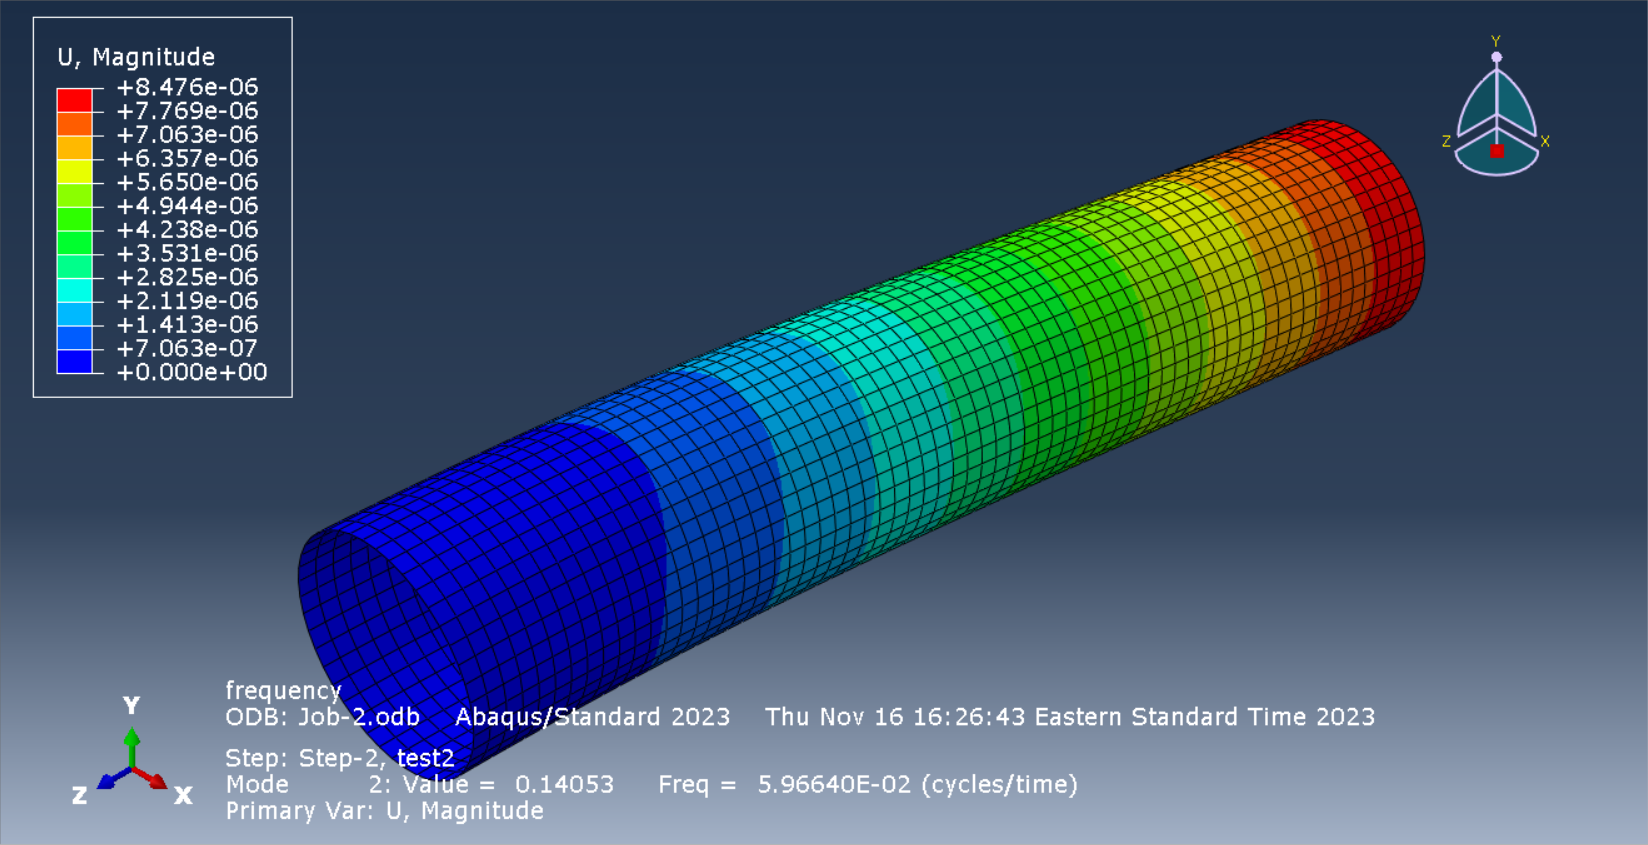 U, Magnitude
+8.476e-06
+7.769e-06
+7.063e-06
+6.357e-06
+5.650e-06
+4.944e-06
+4.238e-06
+3.531e-06
+2.825e-06
+2.119e-06
+1.413e-06
+7.063e-07
+0.000e+00
Y
Z X
frequency
ODB: Job-2.odb Abaqus/Standard 2023 Thu Nov 16 16:26:43 Eastern Standard Time 2023
Y
Z X
Step: Step-2, test2
Mode 2: Value = 0.14053 Freq = 5.96640E-02 (cycles/time)
Primary Var: U, Magnitude